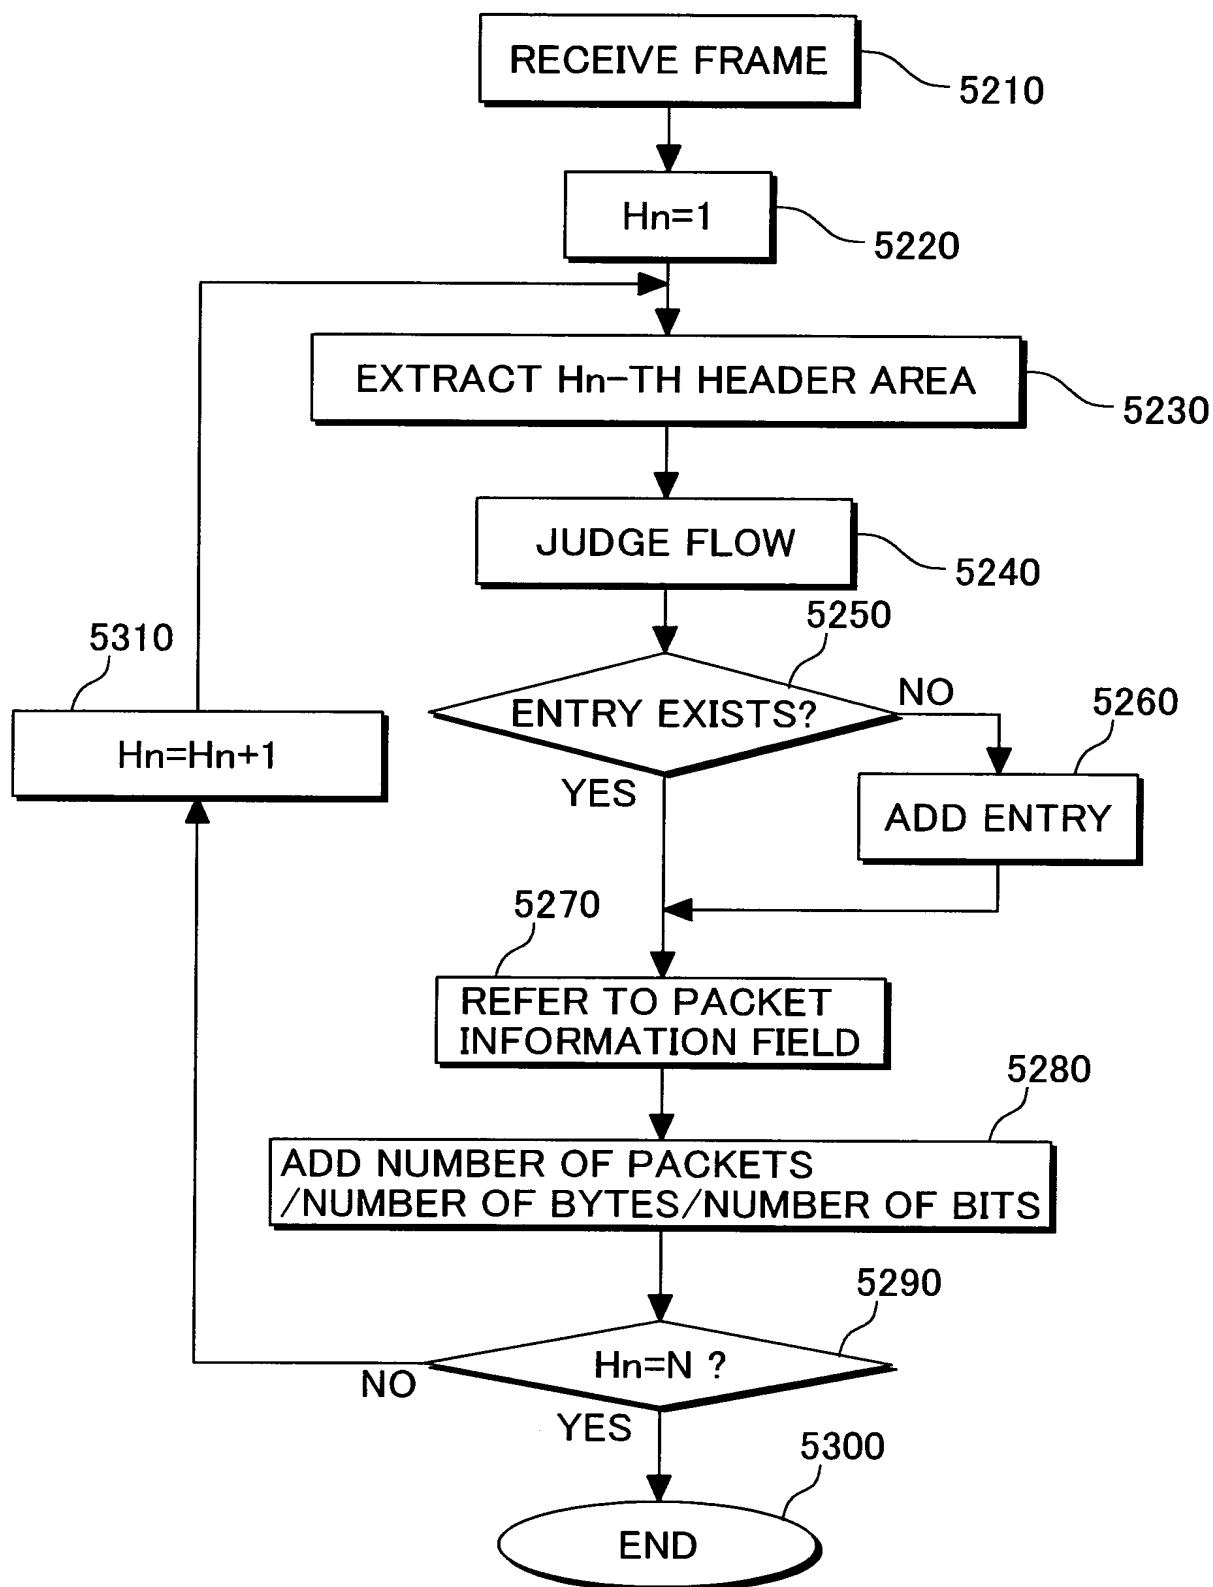 RECEIVE FRAME
5210
Hn=1
5220
EXTRACT Hn-TH HEADER AREA
5230
JUDGE FLOW
5240
5250
ENTRY EXISTS?
NO
YES
5260
ADD ENTRY
5310
Hn=Hn+1
5270
REFER TO PACKET
INFORMATION FIELD
5280
ADD NUMBER OF PACKETS
/NUMBER OF BYTES/NUMBER OF BITS
5290
Hn=N ?
NO
YES
5300
END